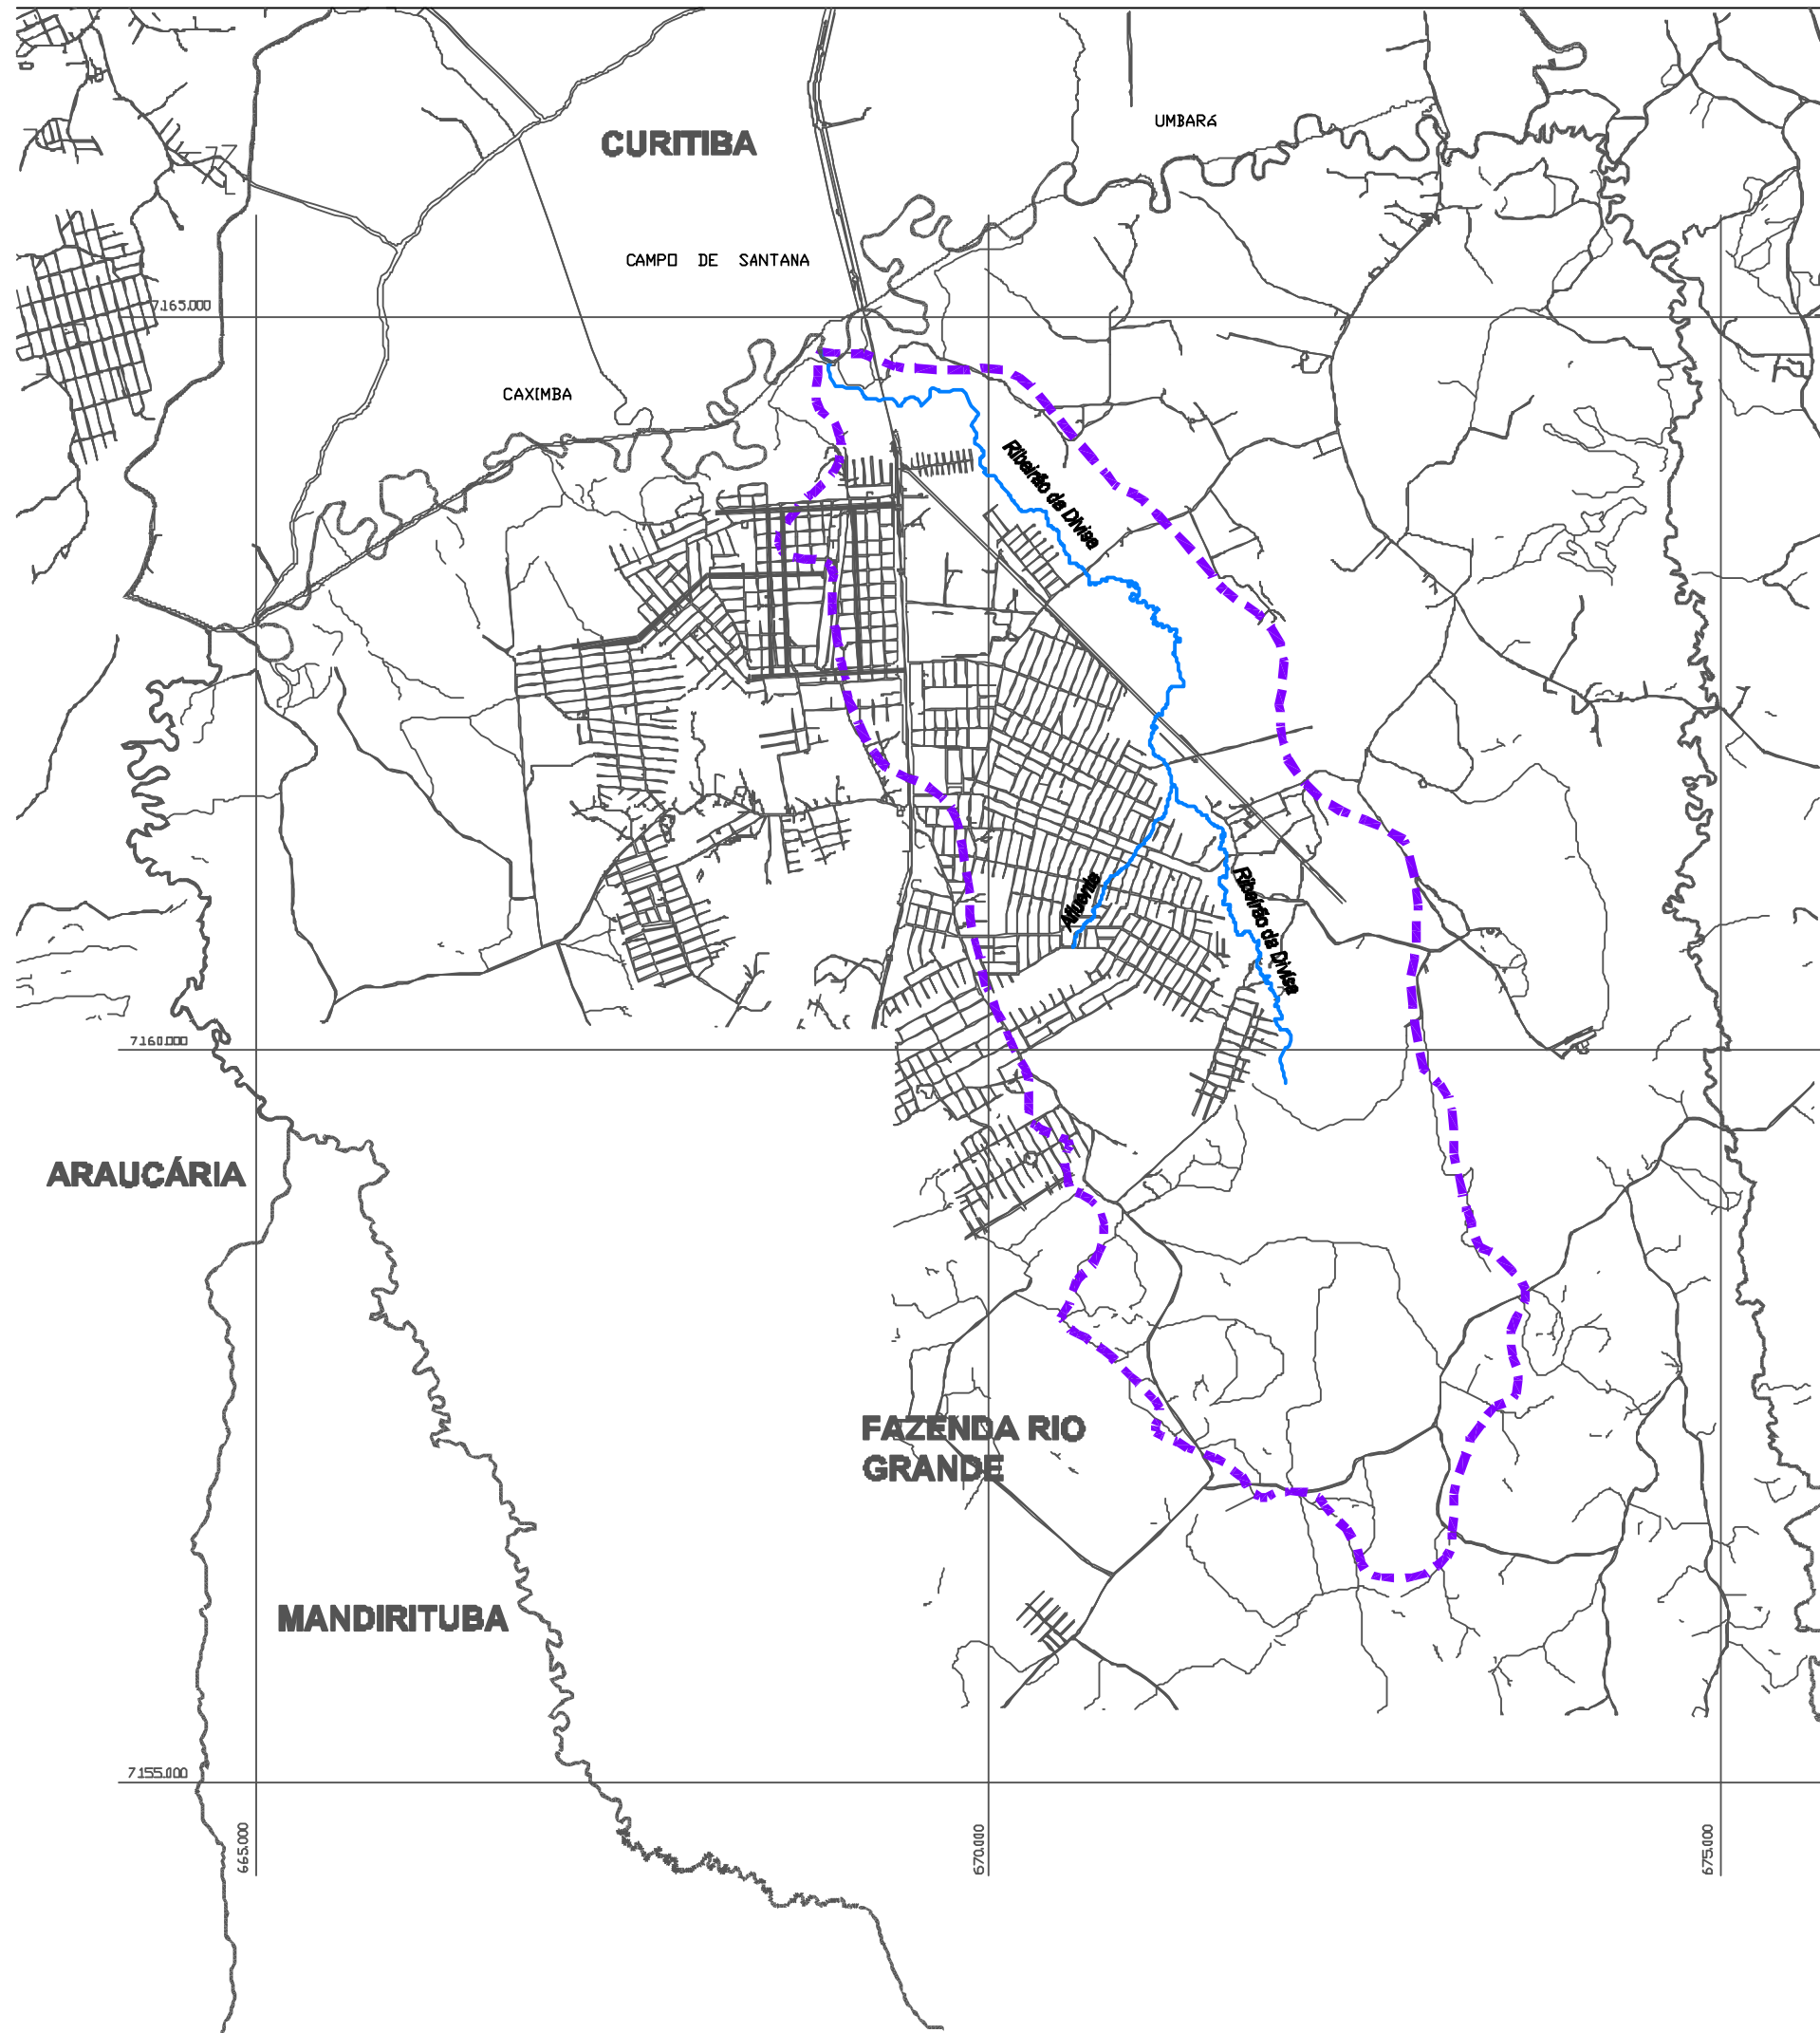 UMBARÁ
CURITIBA
CAMPO DE SANTANA
7.165.000
CAXIMBA
Ribeirão da Divisa
Afluente
Ribeirão da Divisa
7.160.000
ARAUCÁRIA
FAZENDA RIO
GRANDE
MANDIRITUBA
7.155.000
665.000
670.000
675.000